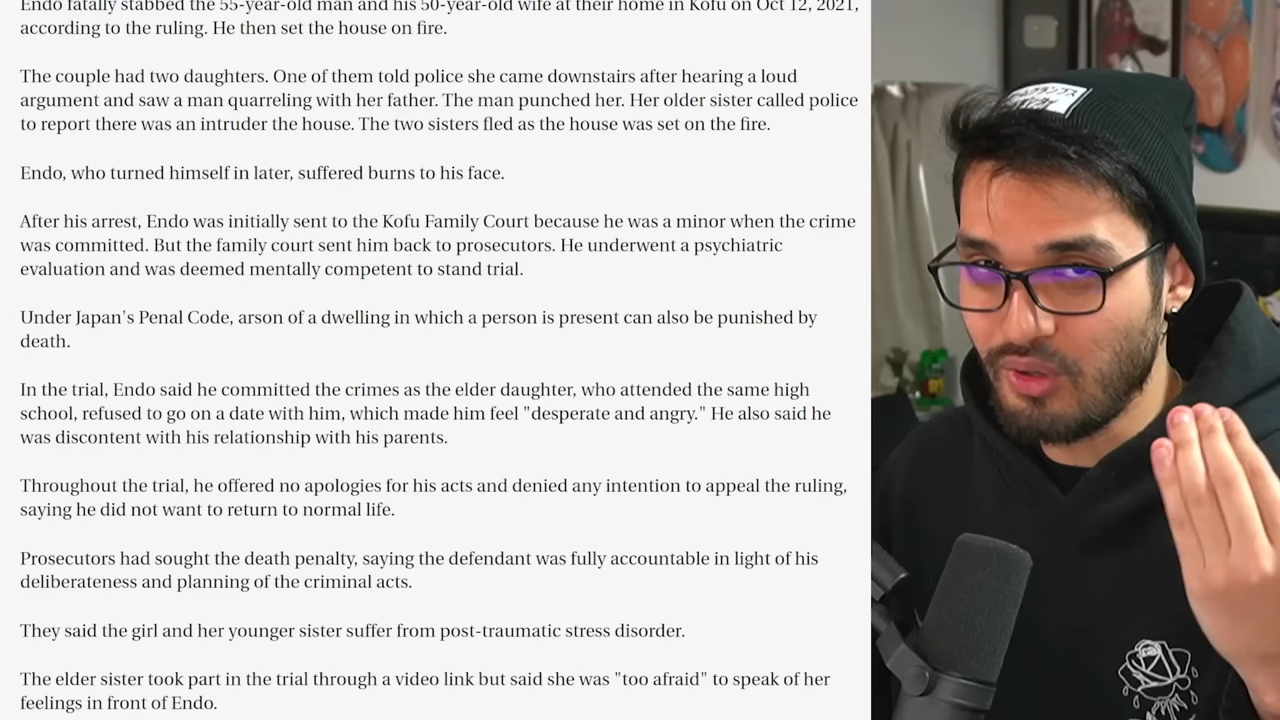 Endo fatally stabbed the 55-year-old man and his 50-year-old wife at their home in Kofu on Oct 12, 2021,
according to the ruling. He then set the house on fire.
The couple had two daughters. One of them told police she came downstairs after hearing a loud
argument and saw a man quarreling with her father. The man punched her. Her older sister called police
to report there was an intruder the house. The two sisters fled as the house was set on the fire.
Endo, who turned himself in later, suffered burns to his face.
After his arrest, Endo was initially sent to the Kofu Family Court because he was a minor when the crime
was committed. But the family court sent him back to prosecutors. He underwent a psychiatric
evaluation and was deemed mentally competent to stand trial.
Under Japan's Penal Code, arson of a dwelling in which a person is present can also be punished by
death.
In the trial, Endo said he committed the crimes as the elder daughter, who attended the same high
school, refused to go on a date with him, which made him feel "desperate and angry." He also said he
was discontent with his relationship with his parents.
Throughout the trial, he offered no apologies for his acts and denied any intention to appeal the ruling,
saying he did not want to return to normal life.
Prosecutors had sought the death penalty, saying the defendant was fully accountable in light of his
deliberateness and planning of the criminal acts.
They said the girl and her younger sister suffer from post-traumatic stress disorder.
The elder sister took part in the trial through a video link but said she was "too afraid" to speak of her
feelings in front of Endo.